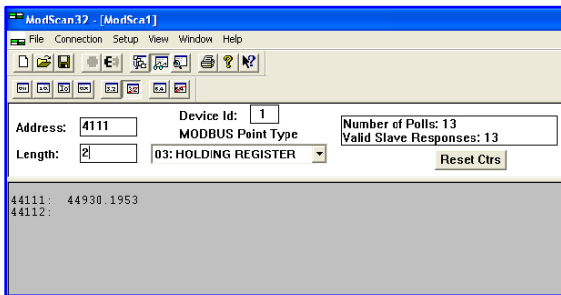 ModScan32 - [ModSca1]
File Connection Setup View Window Help
Address: 4111
Device Id: 1
MODBUS Point Type
Length: 2
03: HOLDING REGISTER
Number of Polls: 13
Valid Slave Responses: 13
Reset Ctrs
44111: 44930.1953
44112: